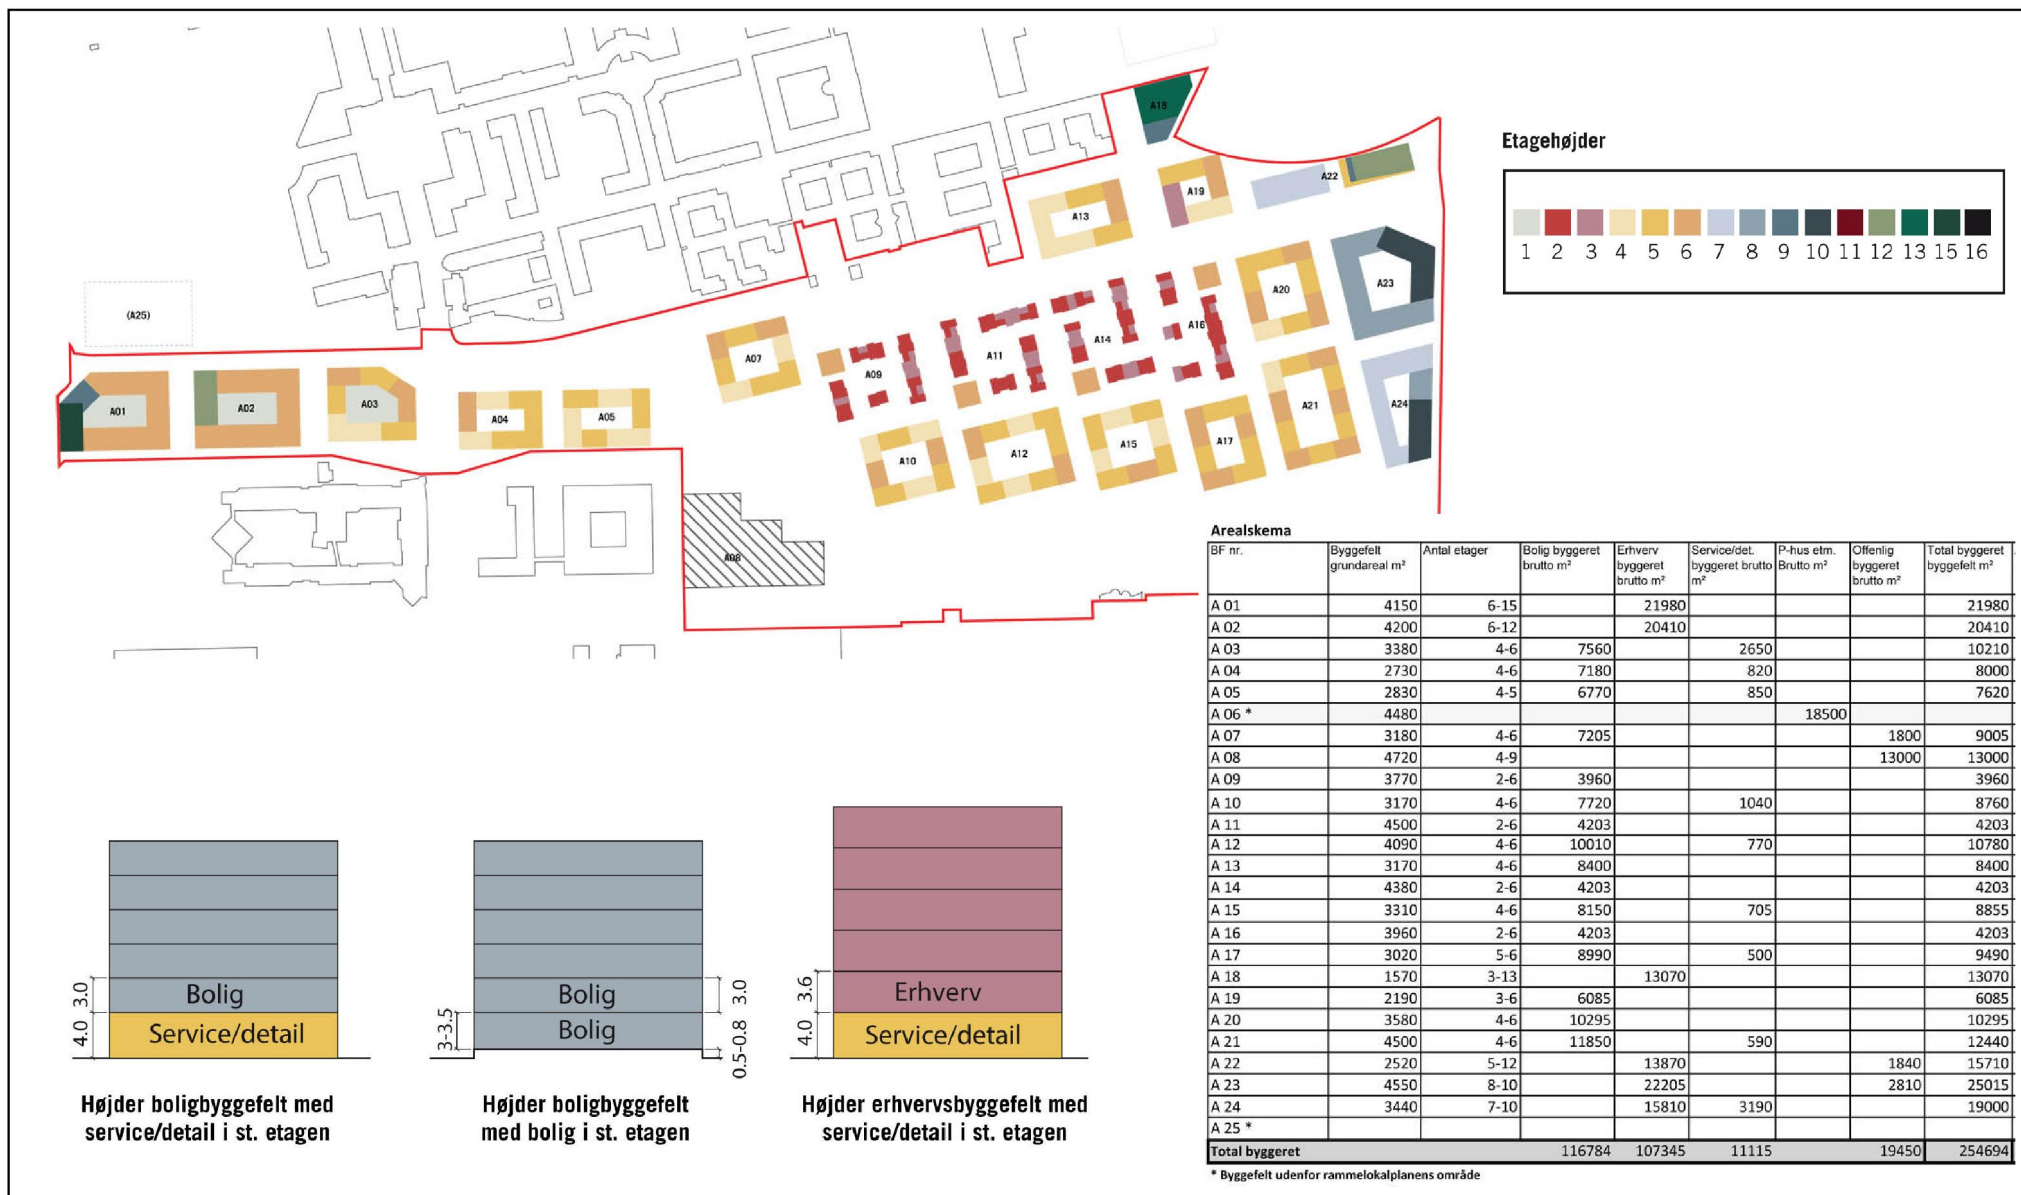 A18
A19
A22
A13
A20
A23
(A25)
A16
A14
A11
A07
A09
A24
A21
A01
A02
A03
A04
A05
A17
A15
A12
A10
A08
Etagehøjder
1 2 3 4 5 6 7 8 9 10 11 12 13 15 16
Arealskema
BF nr. Byggefelt grundareal m² Antal etager Bolig byggeret brutto m² Erhverv byggeret brutto m² Service/det. byggeret brutto m² P-hus etm. Brutto m² Offenlig byggeret brutto m² Total byggeret byggefelt m²
A 01 4150 6-15 21980 21980
A 02 4200 6-12 20410 20410
A 03 3380 4-6 7560 2650 10210
A 04 2730 4-6 7180 820 8000
A 05 2830 4-5 6770 850 7620
A 06 * 4480 18500
A 07 3180 4-6 7205 1800 9005
A 08 4720 4-9 13000 13000
A 09 3770 2-6 3960 3960
A 10 3170 4-6 7720 1040 8760
A 11 4500 2-6 4203 4203
A 12 4090 4-6 10010 770 10780
A 13 3170 4-6 8400 8400
A 14 4380 2-6 4203 4203
A 15 3310 4-6 8150 705 8855
A 16 3960 2-6 4203 4203
A 17 3020 5-6 8990 500 9490
A 18 1570 3-13 13070 13070
A 19 2190 3-6 6085 6085
A 20 3580 4-6 10295 10295
A 21 4500 4-6 11850 590 12440
A 22 2520 5-12 13870 1840 15710
A 23 4550 8-10 22205 2810 25015
A 24 3440 7-10 15810 3190 19000
A 25 *
Total byggeret 116784 107345 11115 19450 254694
* Byggefelt udenfor rammelokalplanens område
3.0
Bolig
4.0
Service/detail
Højder boligbyggefelt med
service/detail i st. etagen
Bolig
3.0
3-3.5
Bolig
0.5-0.8
Højder boligbyggefelt
med bolig i st. etagen
3.6
Erhverv
4.0
Service/detail
Højder erhvervsbyggefelt med
service/detail i st. etagen